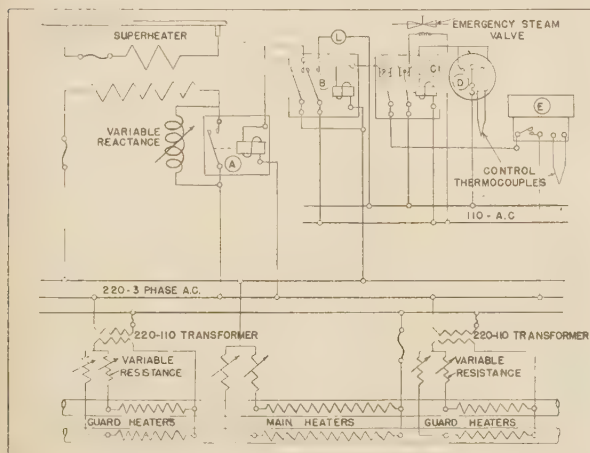 SUPERHEATER
L
EMERGENCY STEAM
VALVE
B
C1
D
E
VARIABLE
REACTANCE
A
CONTROL
THERMOCOUPLES
110-A.C
220-3 PHASE A.C.
220-110 TRANSFORMER
220-110 TRANSFORMER
VARIABLE
RESISTANCE
VARIABLE
RESISTANCE
GUARD HEATERS
MAIN HEATERS
GUARD HEATERS